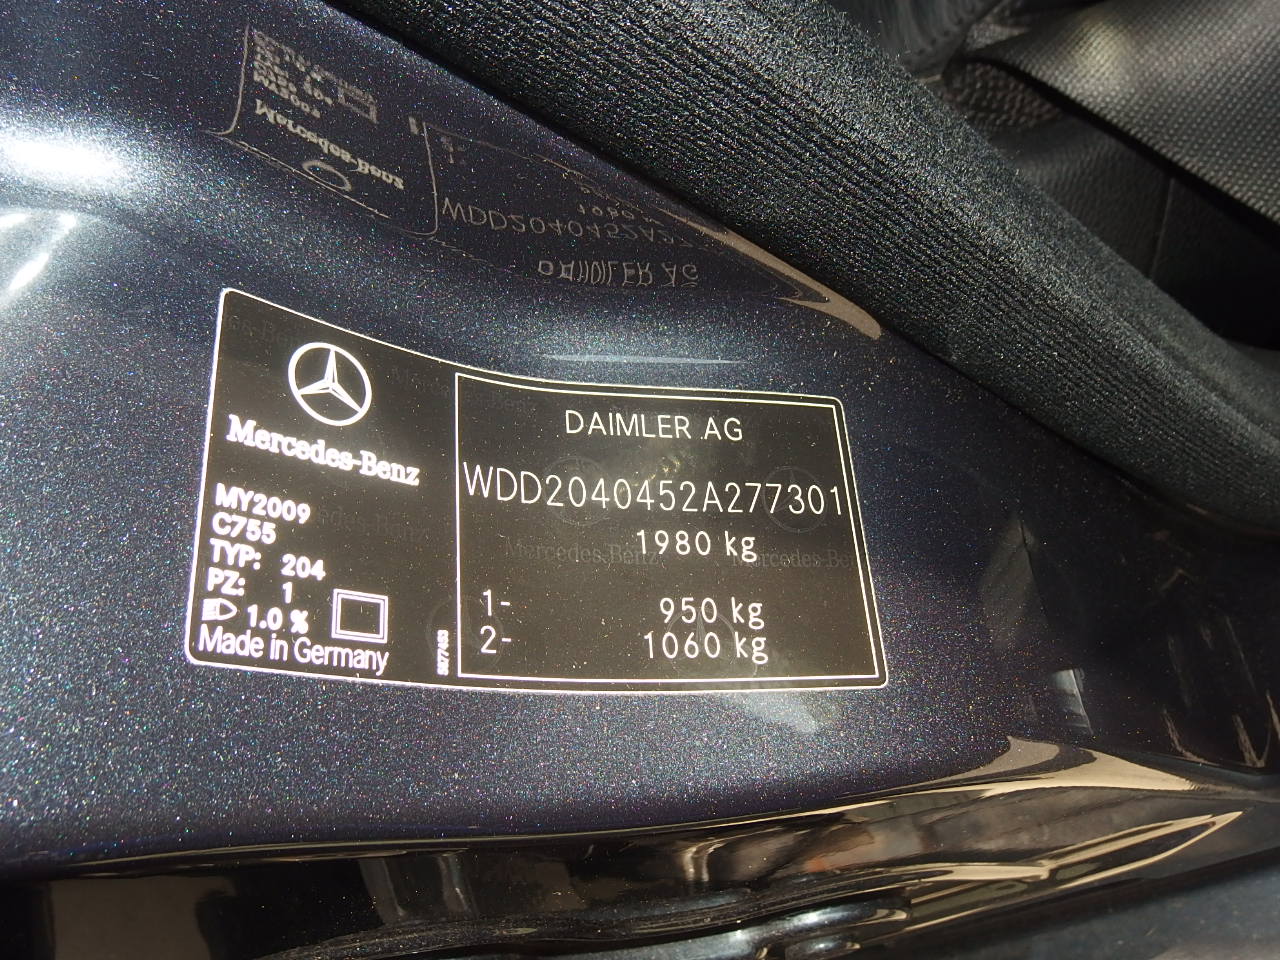 Mercedes-Benz
MY2009
C755
TYP: 204
PZ: 1
1.0 %
Made in Germany
DAIMLER AG
WDD2040452A277301
1980 kg
1- 950 kg
2- 1060 kg